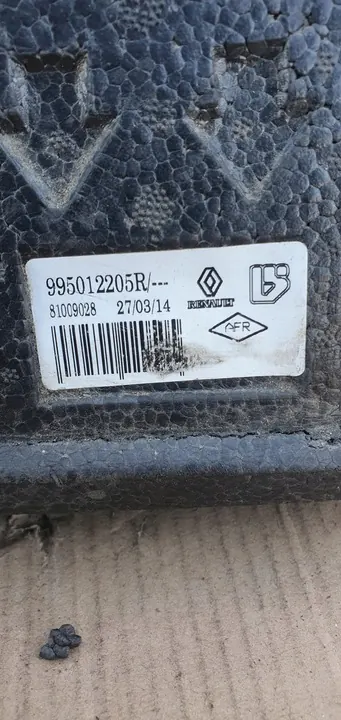 995012205R/---
81009028 27/03/14
RENAULT
AFR